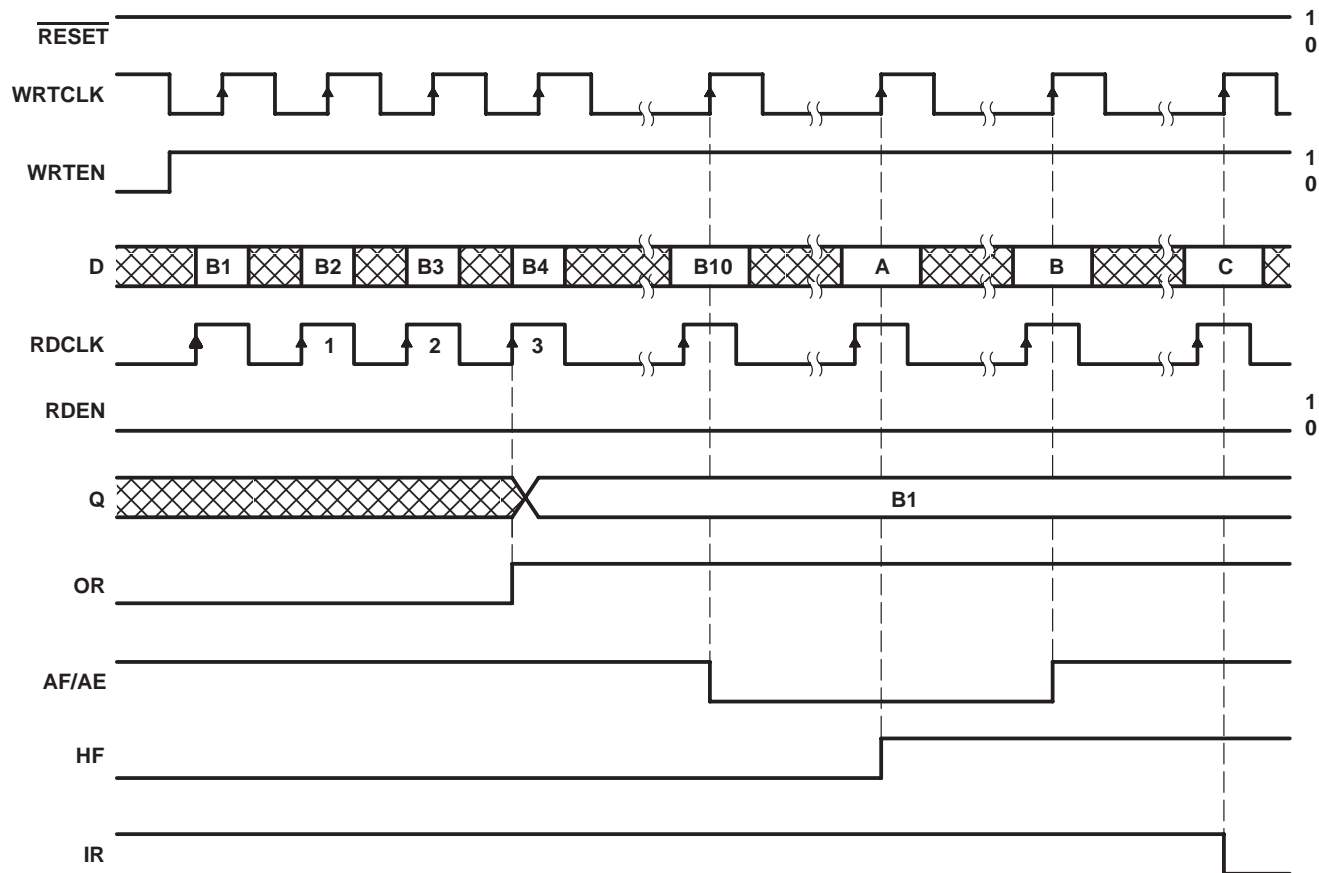 RESET 1
0
WRTCLK
WRTEN 1
0
D B1 B2 B3 B4 B10 A B C
RDCLK 1 2 3
RDEN 1
0
Q B1
OR
AF/AE
HF
IR